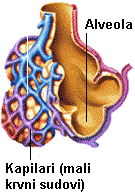 Alveola
Kapilari (mali
krvni sudovi)